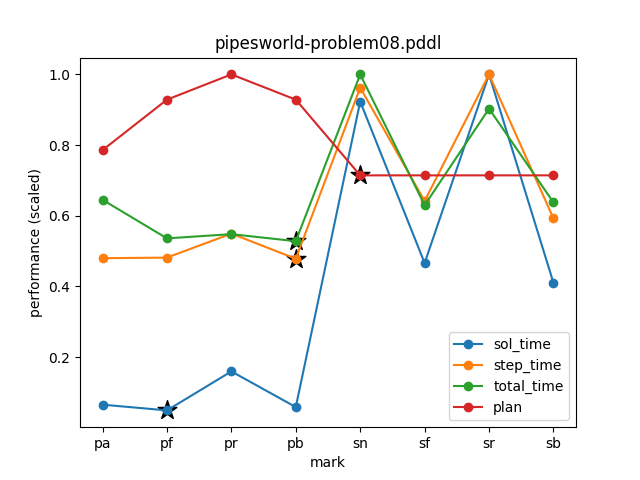 pipesworld-problem08.pddl
1.0
0.8
0.6
0.4
0.2
performance (scaled)
sol_time
step_time
total_time
plan
pa pf pr pb sn sf sr sb
mark